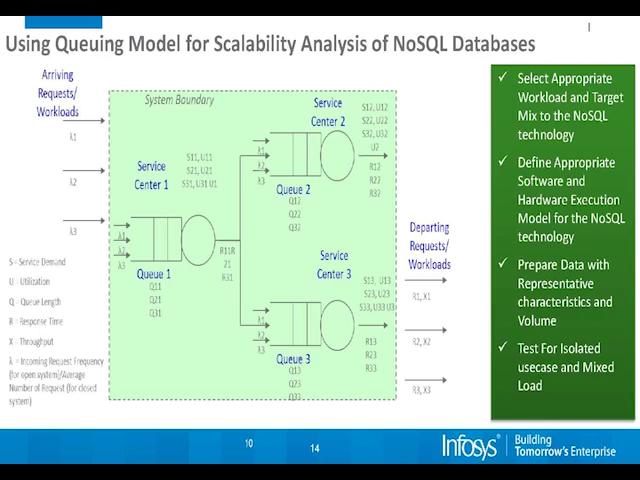 Using Queuing Model for Scalability Analysis of NoSQL Databases
Arriving
Requests/
Workloads
λ1
λ2
λ3
S = Service Demand
U = Utilization
Q = Queue Length
R = Response Time
X = Throughput
λ = Incoming Request Frequency
(for open system)/Average
Number of Request (for closed
system)
System Boundary
Service
Center 1
S11, U11
S21, U21
S31, U31 U1
λ1
λ2
λ3
Queue 1
Q11
Q21
Q31
R11R
21
R31
Service
Center 2
S12, U12
S22, U22
S32, U32
U2
λ1
λ2
λ3
Queue 2
Q12
Q22
Q32
R12
R22
R32
Service
Center 3
S13, U13
S23, U23
S33, U33 U3
λ1
λ2
λ3
Queue 3
Q13
Q23
Q33
R13
R23
R33
Departing
Requests/
Workloads
R1, X1
R2, X2
R3, X3
✓ Select Appropriate
Workload and Target
Mix to the NoSQL
technology
✓ Define Appropriate
Software and
Hardware Execution
Model for the NoSQL
technology
✓ Prepare Data with
Representative
characteristics and
Volume
✓ Test For Isolated
usecase and Mixed
Load
10
14
Infosys®
Building
Tomorrow's Enterprise